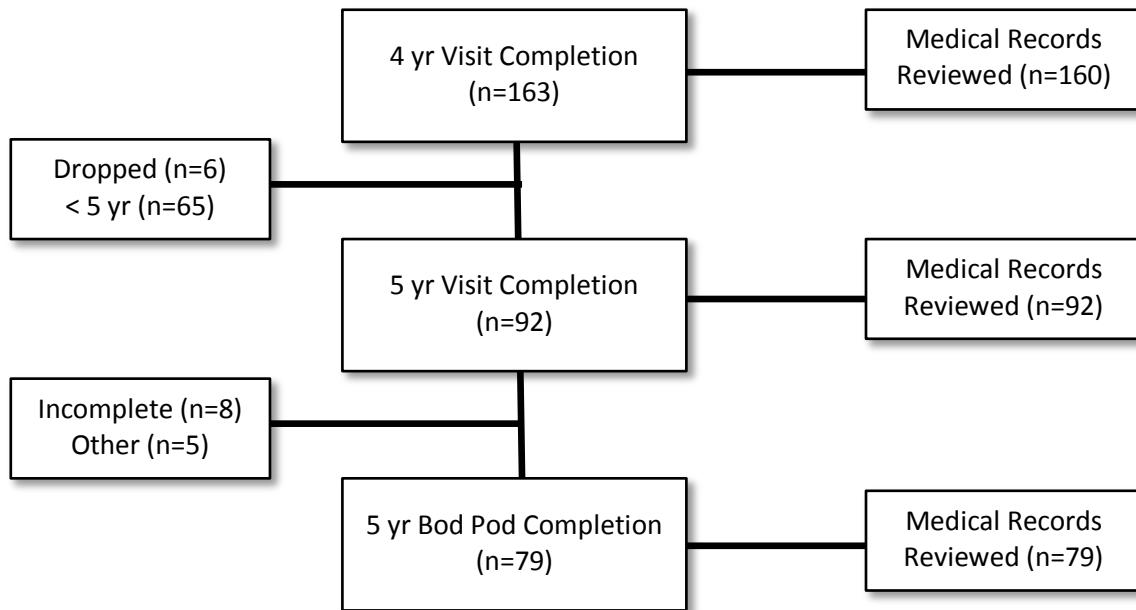 4 yr Visit Completion
(n=163)
Medical Records
Reviewed (n=160)
Dropped (n=6)
< 5 yr (n=65)
5 yr Visit Completion
(n=92)
Medical Records
Reviewed (n=92)
Incomplete (n=8)
Other (n=5)
5 yr Bod Pod Completion
(n=79)
Medical Records
Reviewed (n=79)